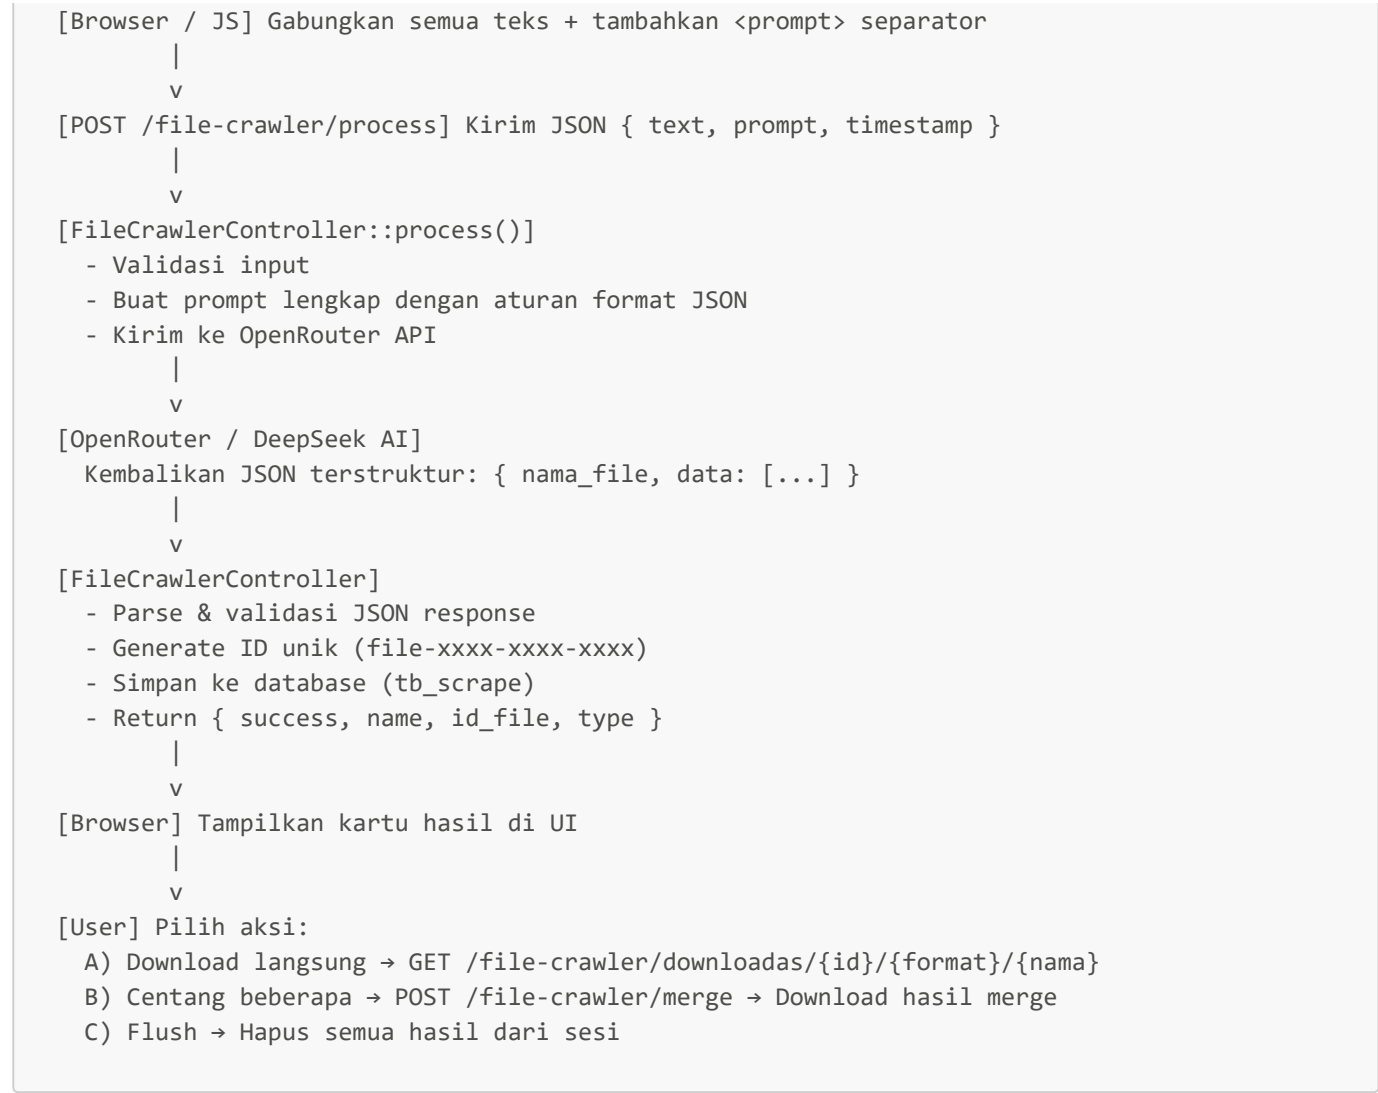 [Browser / JS] Gabungkan semua teks + tambahkan <prompt> separator
|
v
[POST /file-crawler/process] Kirim JSON { text, prompt, timestamp }
|
v
[FileCrawlerController::process()]
- Validasi input
- Buat prompt lengkap dengan aturan format JSON
- Kirim ke OpenRouter API
|
v
[OpenRouter / DeepSeek AI]
Kembalikan JSON terstruktur: { nama_file, data: [...] }
|
v
[FileCrawlerController]
- Parse & validasi JSON response
- Generate ID unik (file-xxxx-xxxx-xxxx)
- Simpan ke database (tb_scrape)
- Return { success, name, id_file, type }
|
v
[Browser] Tampilkan kartu hasil di UI
|
v
[User] Pilih aksi:
A) Download langsung → GET /file-crawler/downloadas/{id}/{format}/{nama}
B) Centang beberapa → POST /file-crawler/merge → Download hasil merge
C) Flush → Hapus semua hasil dari sesi